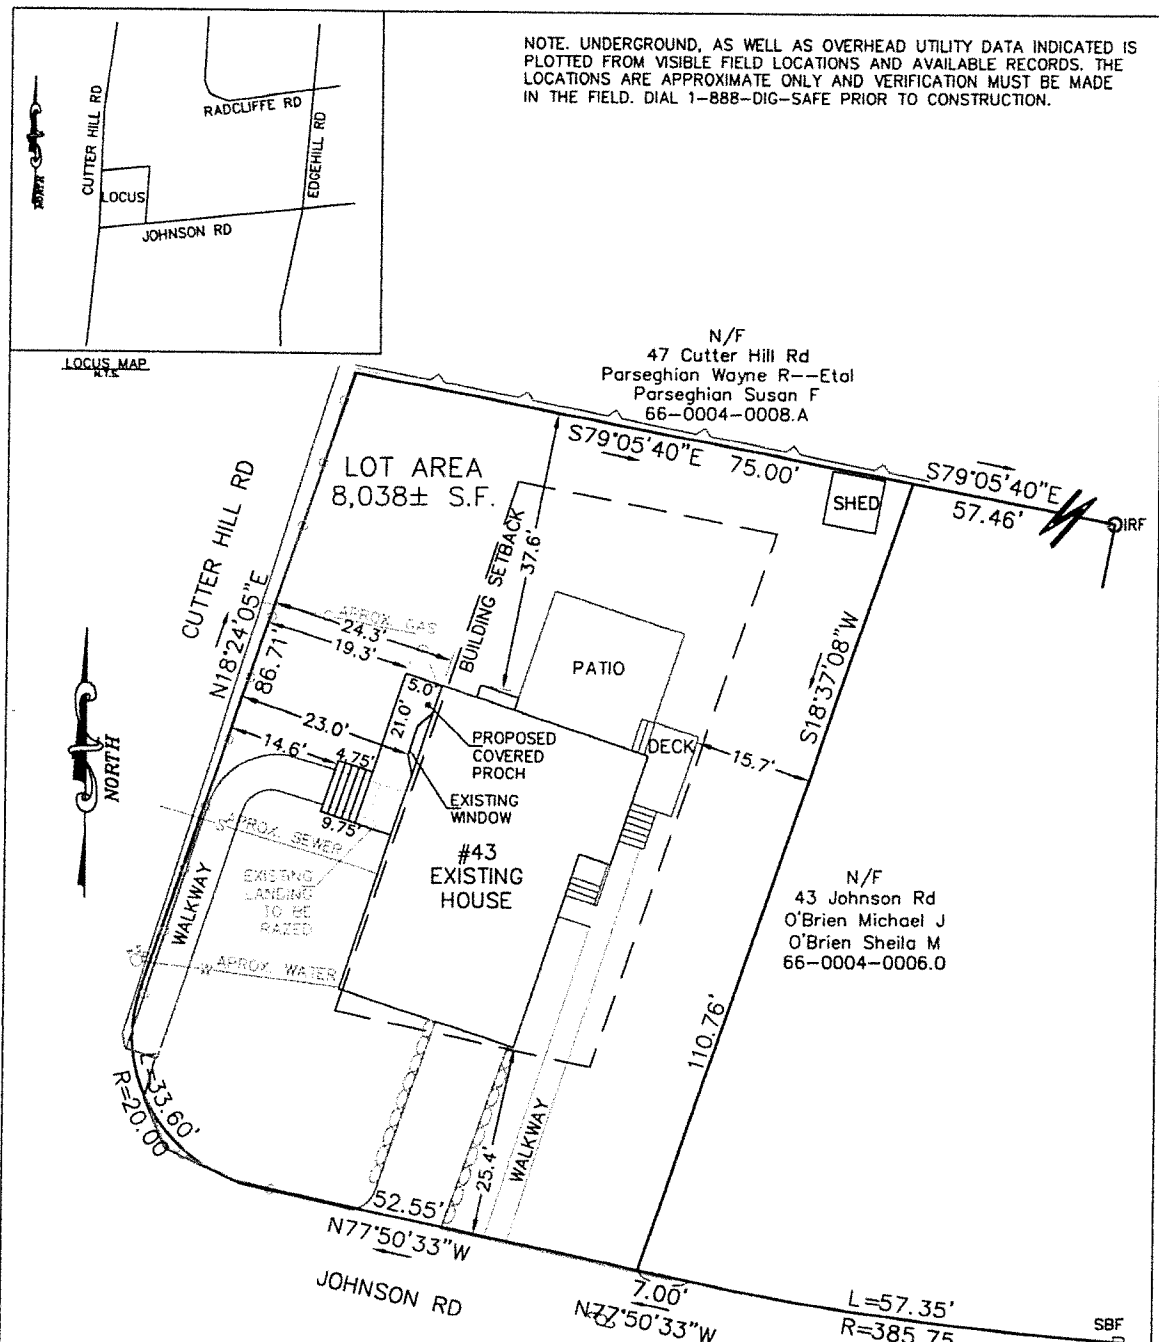 NOTE. UNDERGROUND, AS WELL AS OVERHEAD UTILITY DATA INDICATED IS
PLOTTED FROM VISIBLE FIELD LOCATIONS AND AVAILABLE RECORDS. THE
LOCATIONS ARE APPROXIMATE ONLY AND VERIFICATION MUST BE MADE
IN THE FIELD. DIAL 1-888-DIG-SAFE PRIOR TO CONSTRUCTION.
RADCLIFFE RD
CUTTER HILL RD
EDGEHILL RD
NORTH
LOCUS
JOHNSON RD
LOCUS MAP
N.T.S.
N/F
47 Cutter Hill Rd
Parseghian Wayne R--Etal
Parseghian Susan F
66-0004-0008.A
S79°05'40"E 75.00'
S79°05'40"E
57.46'
IRF
LOT AREA
8,038± S.F.
SHED
CUTTER HILL RD
N18°24'05"E
86.71'
BUILDING SETBACK
37.6'
APROX. GAS
24.3'
19.3'
PATIO
S18°37'08"W
110.76'
5.0'
21.0'
23.0'
14.6'
4.75'
9.75'
PROPOSED
COVERED
PROCH
EXISTING
WINDOW
DECK
15.7'
NORTH
APROX. SEWER
S
#43
EXISTING
HOUSE
EXISTING
LANDING
TO BE
RAZED
WALKWAY
APROX. WATER
W
N/F
43 Johnson Rd
O'Brien Michael J
O'Brien Sheila M
66-0004-0006.0
L=33.60'
R=20.00
25.4'
WALKWAY
52.55'
N77°50'33"W
JOHNSON RD
7.00'
N77°50'33"W
L=57.35'
R=385.75
SBF